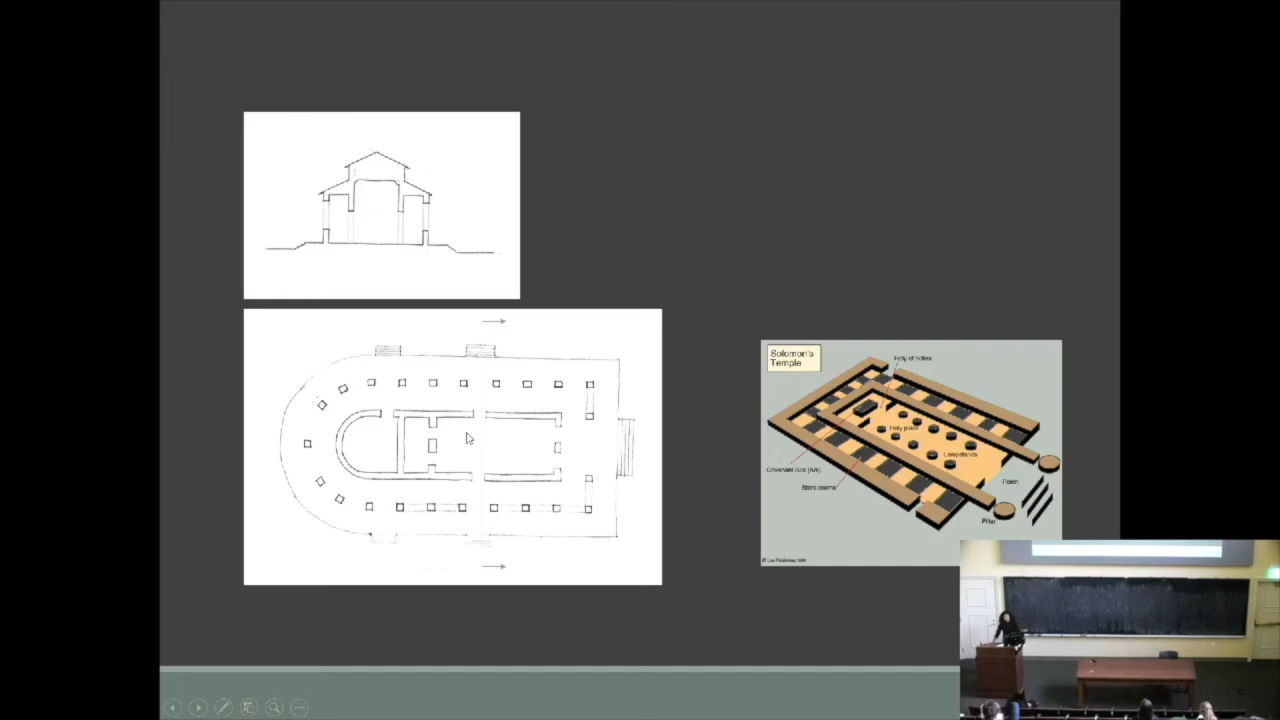 Solomon's
Temple
Holy of holies
Holy place
Lampstands
Covenant Box (Ark)
Store rooms
Porch
Pillar